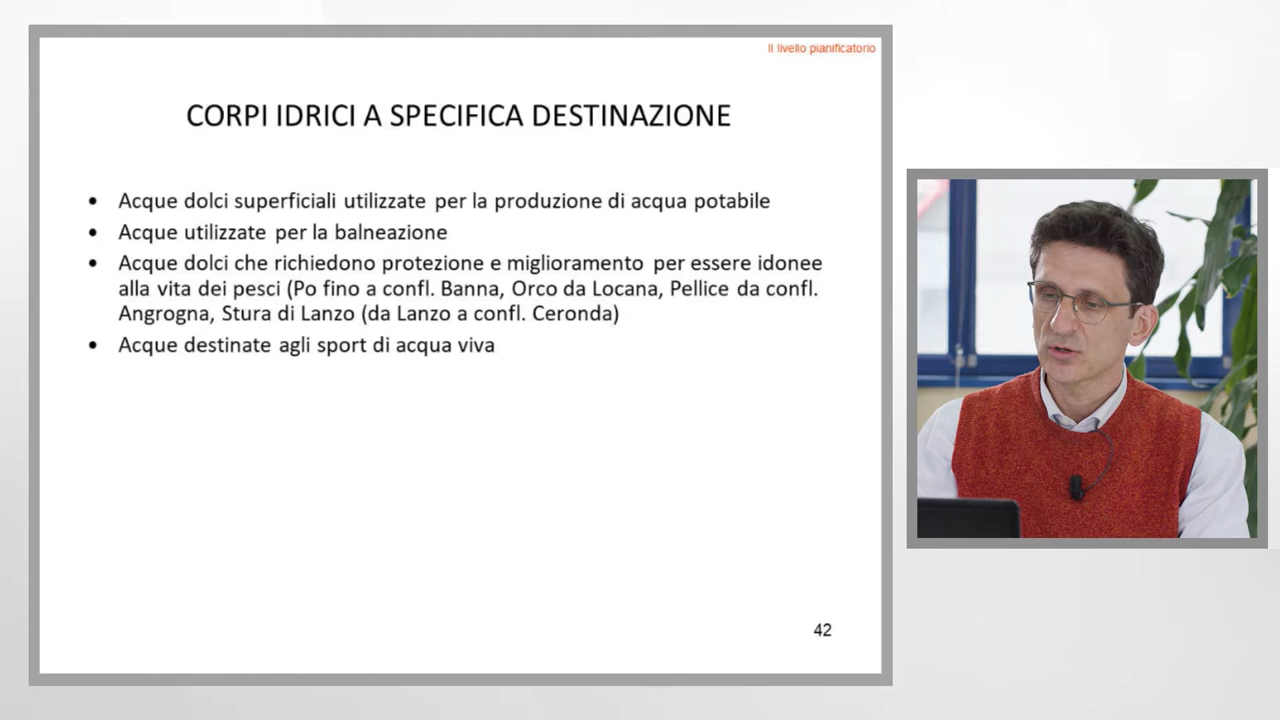 Il livello pianificatorio
CORPI IDRICI A SPECIFICA DESTINAZIONE
• Acque dolci superficiali utilizzate per la produzione di acqua potabile
• Acque utilizzate per la balneazione
• Acque dolci che richiedono protezione e miglioramento per essere idonee
alla vita dei pesci (Po fino a confl. Banna, Orco da Locana, Pellice da confl.
Angrogna, Stura di Lanzo (da Lanzo a confl. Ceronda)
• Acque destinate agli sport di acqua viva
42